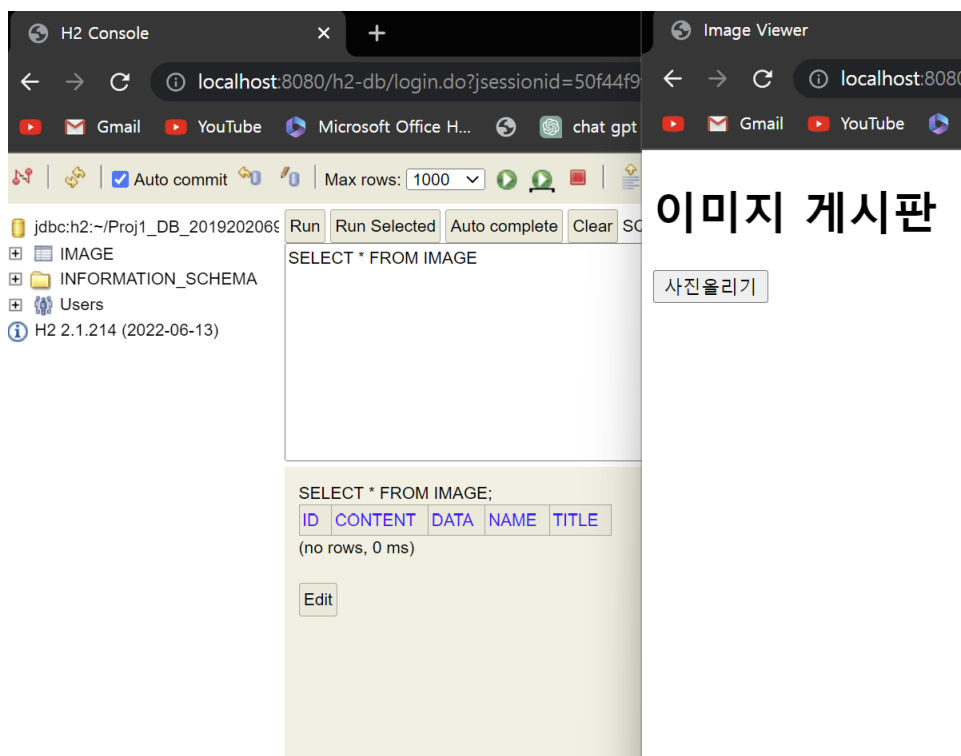 H2 Console
localhost:8080/h2-db/login.do?jsessionid=50f44f9
Gmail YouTube Microsoft Office H... chat gpt
Auto commit Max rows: 1000
jdbc:h2:~/Proj1_DB_2019202069
IMAGE
INFORMATION_SCHEMA
Users
H2 2.1.214 (2022-06-13)
Run Run Selected Auto complete Clear
SELECT * FROM IMAGE
SELECT * FROM IMAGE;
ID CONTENT DATA NAME TITLE
(no rows, 0 ms)
Edit
Image Viewer
localhost:8080
Gmail YouTube
이미지 게시판
사진올리기